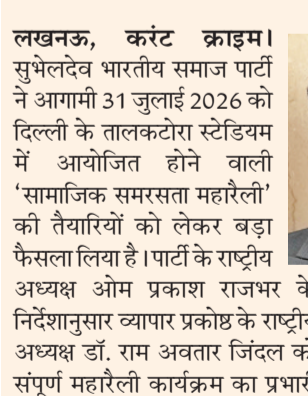 लखनऊ, करंट क्राइम।
सुभेलदेव भारतीय समाज पार्टी
ने आगामी 31 जुलाई 2026 को
दिल्ली के तालकटोरा स्टेडियम
में आयोजित होने वाली
‘सामाजिक समरसता महारैली’
की तैयारियों को लेकर बड़ा
फैसला लिया है। पार्टी के राष्ट्रीय
अध्यक्ष ओम प्रकाश राजभर के
निर्देशानुसार व्यापार प्रकोष्ठ के राष्ट्रीय
अध्यक्ष डॉ. राम अवतार जिंदल को
संपूर्ण महारैली कार्यक्रम का प्रभारी